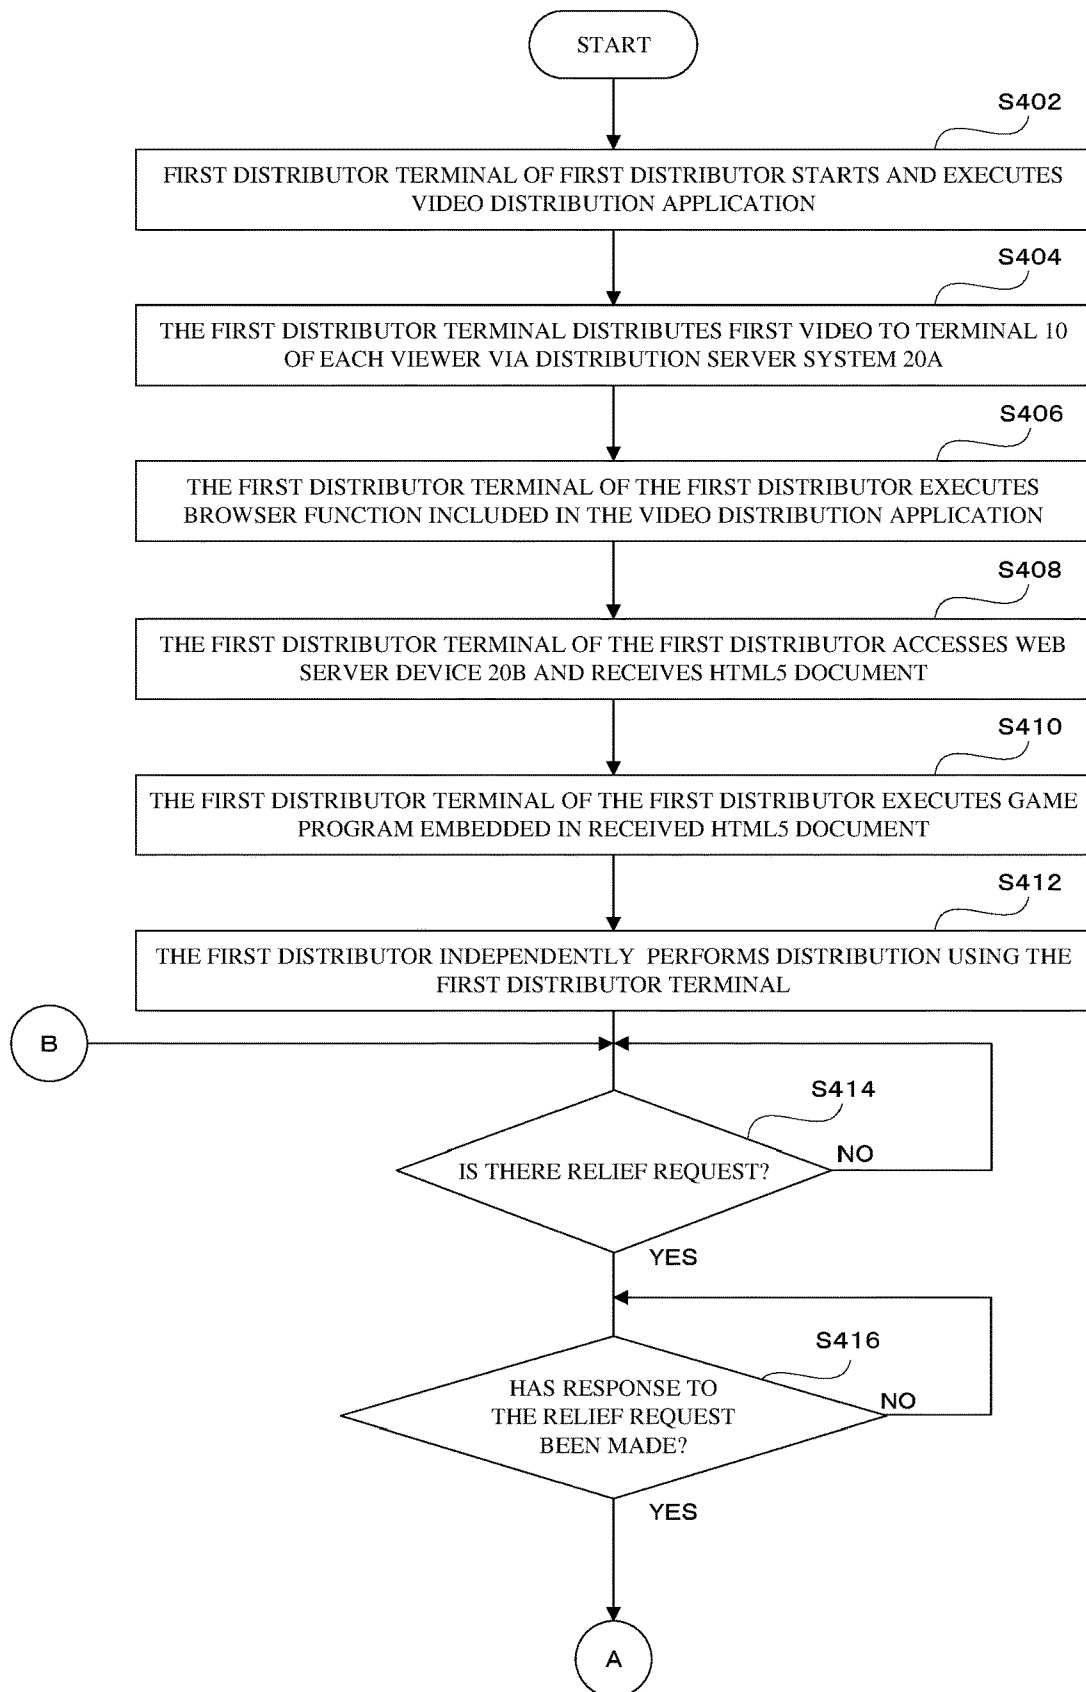 START
S402
FIRST DISTRIBUTOR TERMINAL OF FIRST DISTRIBUTOR STARTS AND EXECUTES
VIDEO DISTRIBUTION APPLICATION
S404
THE FIRST DISTRIBUTOR TERMINAL DISTRIBUTES FIRST VIDEO TO TERMINAL 10
OF EACH VIEWER VIA DISTRIBUTION SERVER SYSTEM 20A
S406
THE FIRST DISTRIBUTOR TERMINAL OF THE FIRST DISTRIBUTOR EXECUTES
BROWSER FUNCTION INCLUDED IN THE VIDEO DISTRIBUTION APPLICATION
S408
THE FIRST DISTRIBUTOR TERMINAL OF THE FIRST DISTRIBUTOR ACCESSES WEB
SERVER DEVICE 20B AND RECEIVES HTML5 DOCUMENT
S410
THE FIRST DISTRIBUTOR TERMINAL OF THE FIRST DISTRIBUTOR EXECUTES GAME
PROGRAM EMBEDDED IN RECEIVED HTML5 DOCUMENT
S412
THE FIRST DISTRIBUTOR INDEPENDENTLY PERFORMS DISTRIBUTION USING THE
FIRST DISTRIBUTOR TERMINAL
B
S414
IS THERE RELIEF REQUEST?
NO
YES
S416
HAS RESPONSE TO
THE RELIEF REQUEST
BEEN MADE?
NO
YES
A